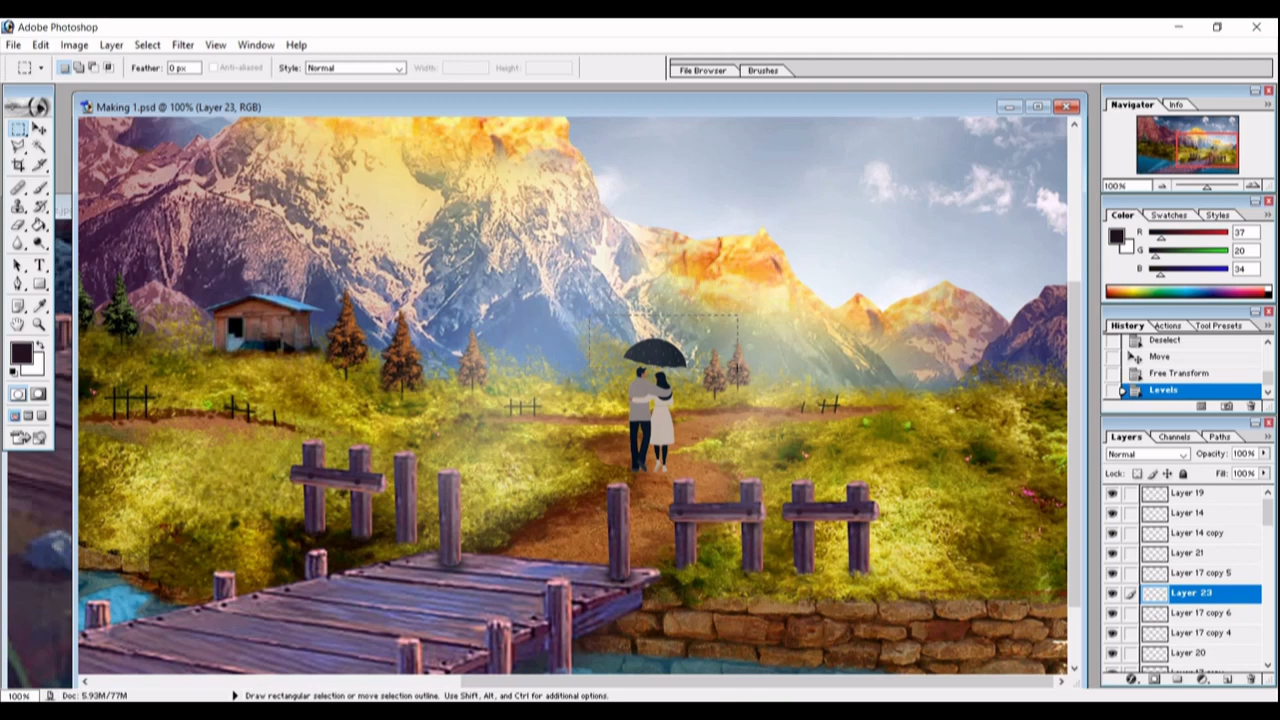 Adobe Photoshop
File Edit Image Layer Select Filter View Window Help
Feather: 0 px Anti-aliased Style: Normal Width: Height: File Browser Brushes
Making 1.psd @ 100% (Layer 23, RGB)
Navigator Info
100%
Color Swatches Styles
R 37
G 20
B 34
History Actions Tool Presets
Deselect
Move
Free Transform
Levels
Layers Channels Paths
Normal Opacity: 100%
Lock: Fill: 100%
Layer 19
Layer 14
Layer 14 copy
Layer 21
Layer 17 copy 5
Layer 23
Layer 17 copy 6
Layer 17 copy 4
Layer 20
100% Doc: 5.93M/77M Draw rectangular selection or move selection outline. Use Shift, Alt, and Ctrl for additional options.